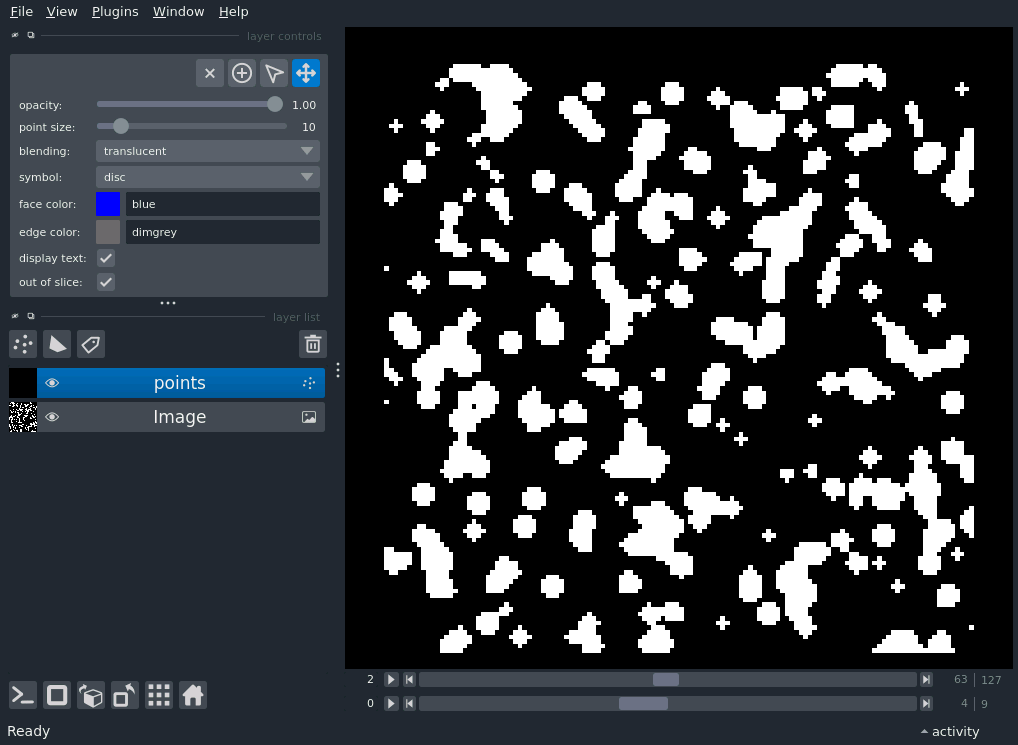 File View Plugins Window Help
layer controls
opacity: 1.00
point size: 10
blending: translucent
symbol: disc
face color: blue
edge color: dimgrey
display text:
out of slice:
layer list
points
Image
2 63 127
0 4 9
Ready activity